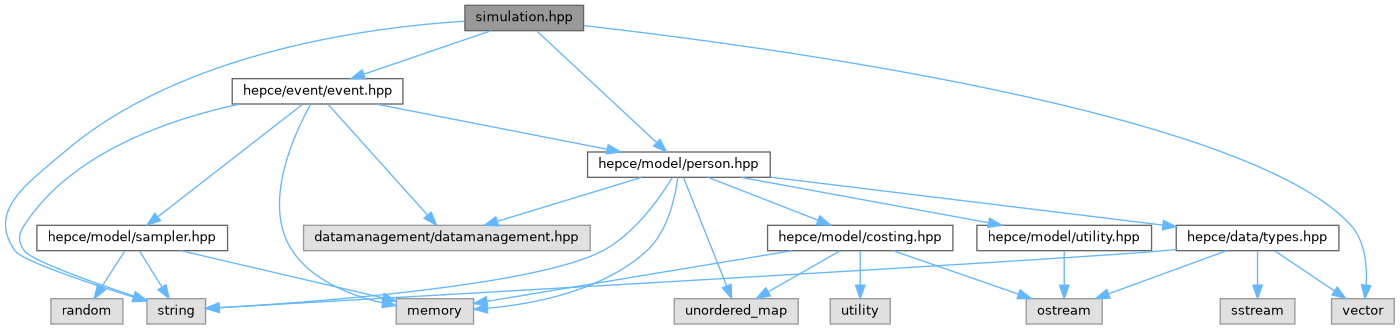 simulation.hpp
hepce/event/event.hpp
hepce/model/person.hpp
hepce/model/sampler.hpp
datamanagement/datamanagement.hpp
hepce/model/costing.hpp
hepce/model/utility.hpp
hepce/data/types.hpp
random
string
memory
unordered_map
utility
ostream
sstream
vector